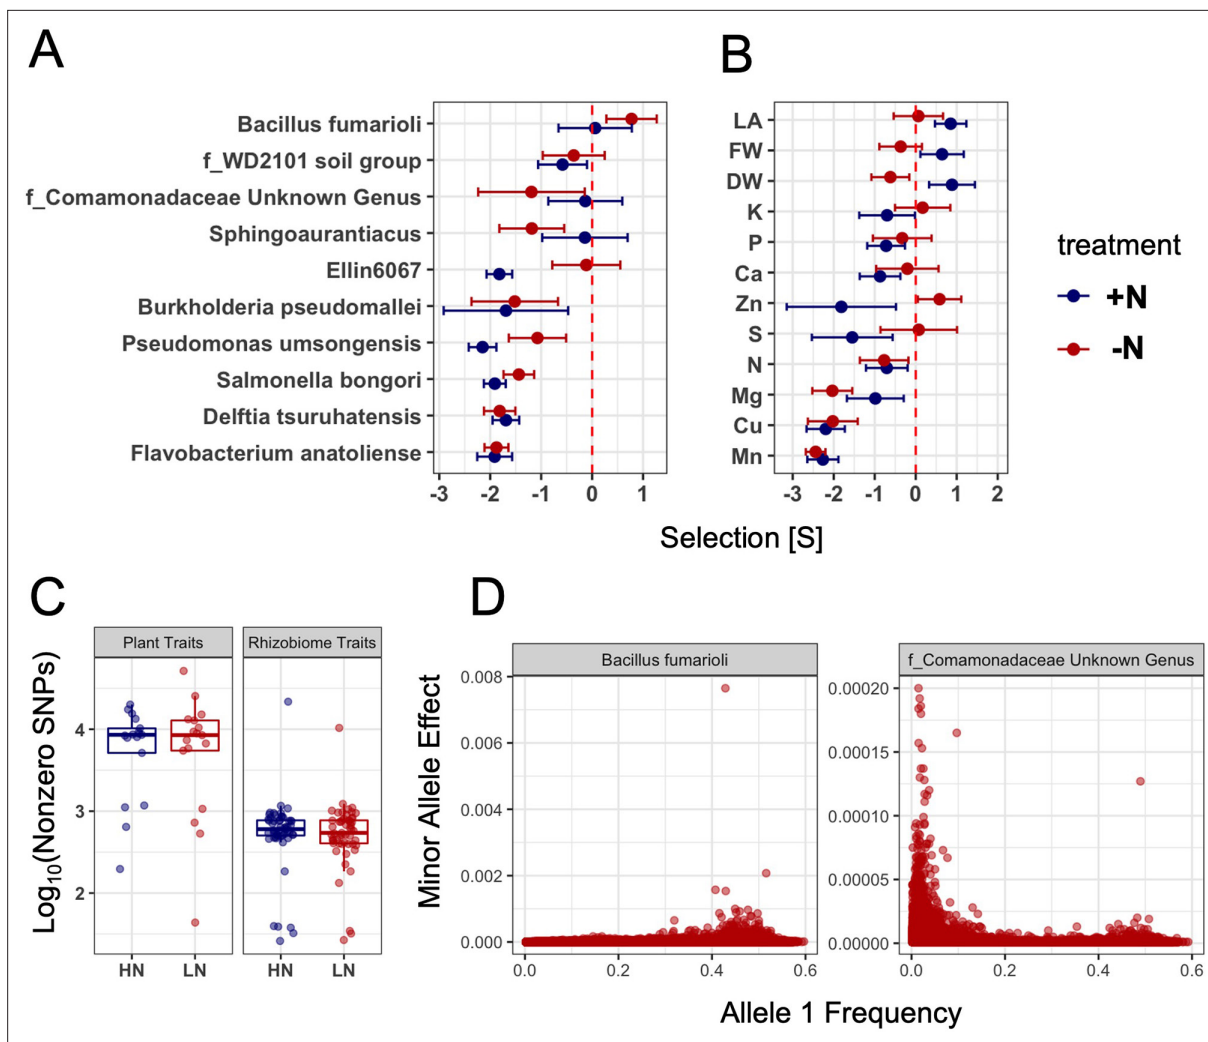 A
B
Bacillus fumarioli
f_WD2101 soil group
f_Comamonadaceae Unknown Genus
Sphingoaurantiacus
Ellin6067
Burkholderia pseudomallei
Pseudomonas umsongensis
Salmonella bongori
Delftia tsuruhatensis
Flavobacterium anatoliense
-3 -2 -1 0 1
LA
FW
DW
K
P
Ca
Zn
S
N
Mg
Cu
Mn
-3 -2 -1 0 1 2
Selection [S]
treatment
+N
-N
C
Plant Traits Rhizobiome Traits
Log10(Nonzero SNPs)
4
3
2
HN LN HN LN
D
Bacillus fumarioli f_Comamonadaceae Unknown Genus
Minor Allele Effect
0.008
0.006
0.004
0.002
0.000
0.0 0.2 0.4 0.6
0.00020
0.00015
0.00010
0.00005
0.00000
0.0 0.2 0.4 0.6
Allele 1 Frequency